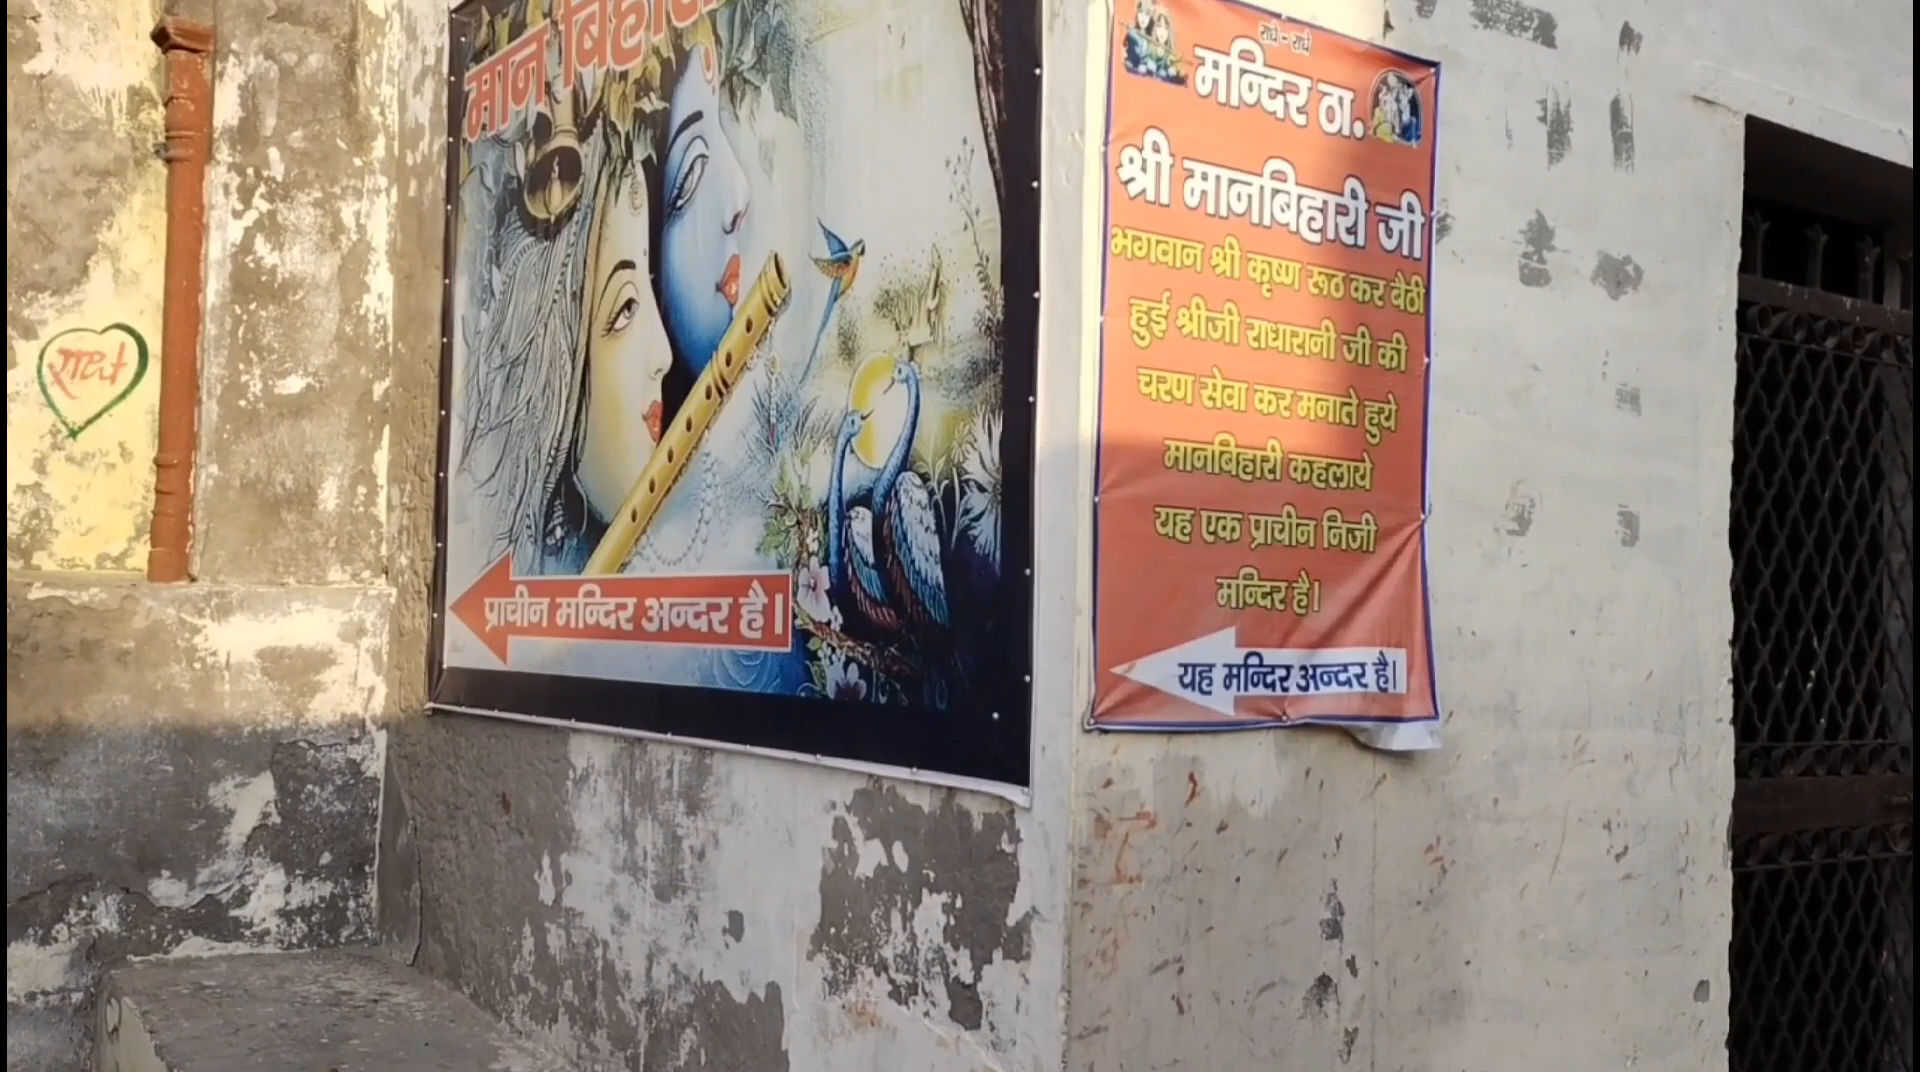 राधे
मान बिहारी
प्राचीन मन्दिर अन्दर है।
राधे - राधे
मन्दिर ठा.
श्री मानबिहारी जी
भगवान श्री कृष्ण रूठ कर बैठी
हुई श्रीजी राधारानी जी की
चरण सेवा कर मनाते हुये
मानबिहारी कहलाये
यह एक प्राचीन निजी
मन्दिर है।
यह मन्दिर अन्दर है।